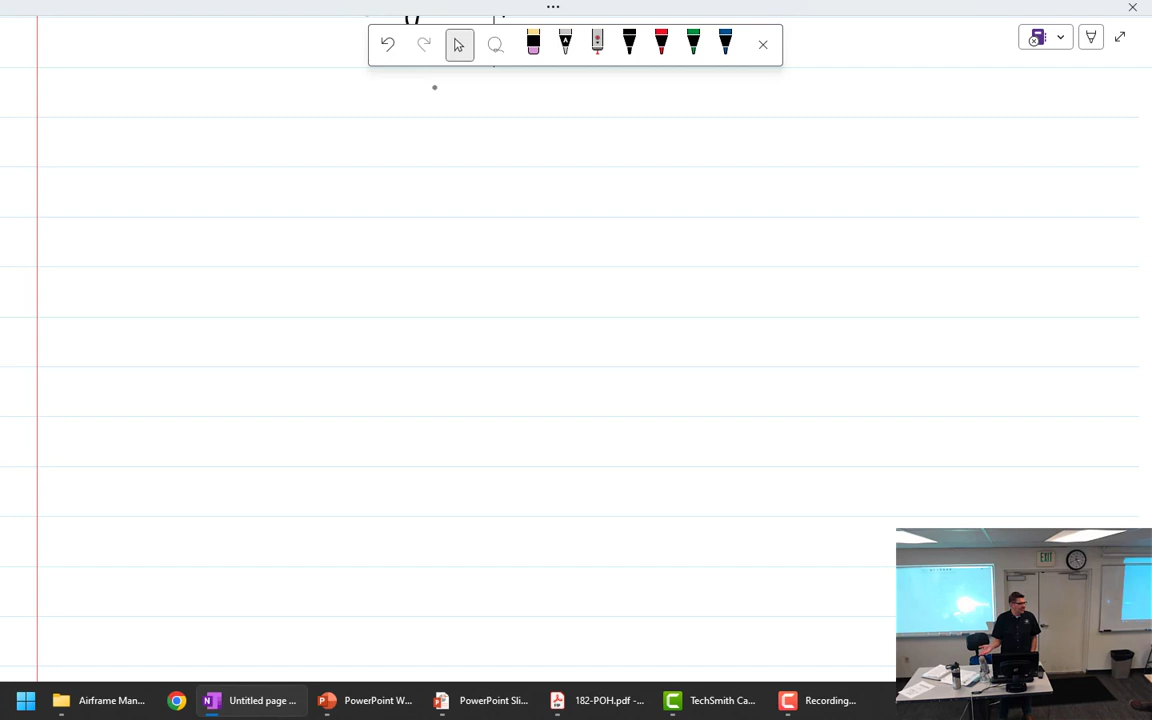 Airframe Man...
Untitled page ...
PowerPoint W...
PowerPoint Sli...
182-POH.pdf -...
TechSmith Ca...
Recording...
EXIT